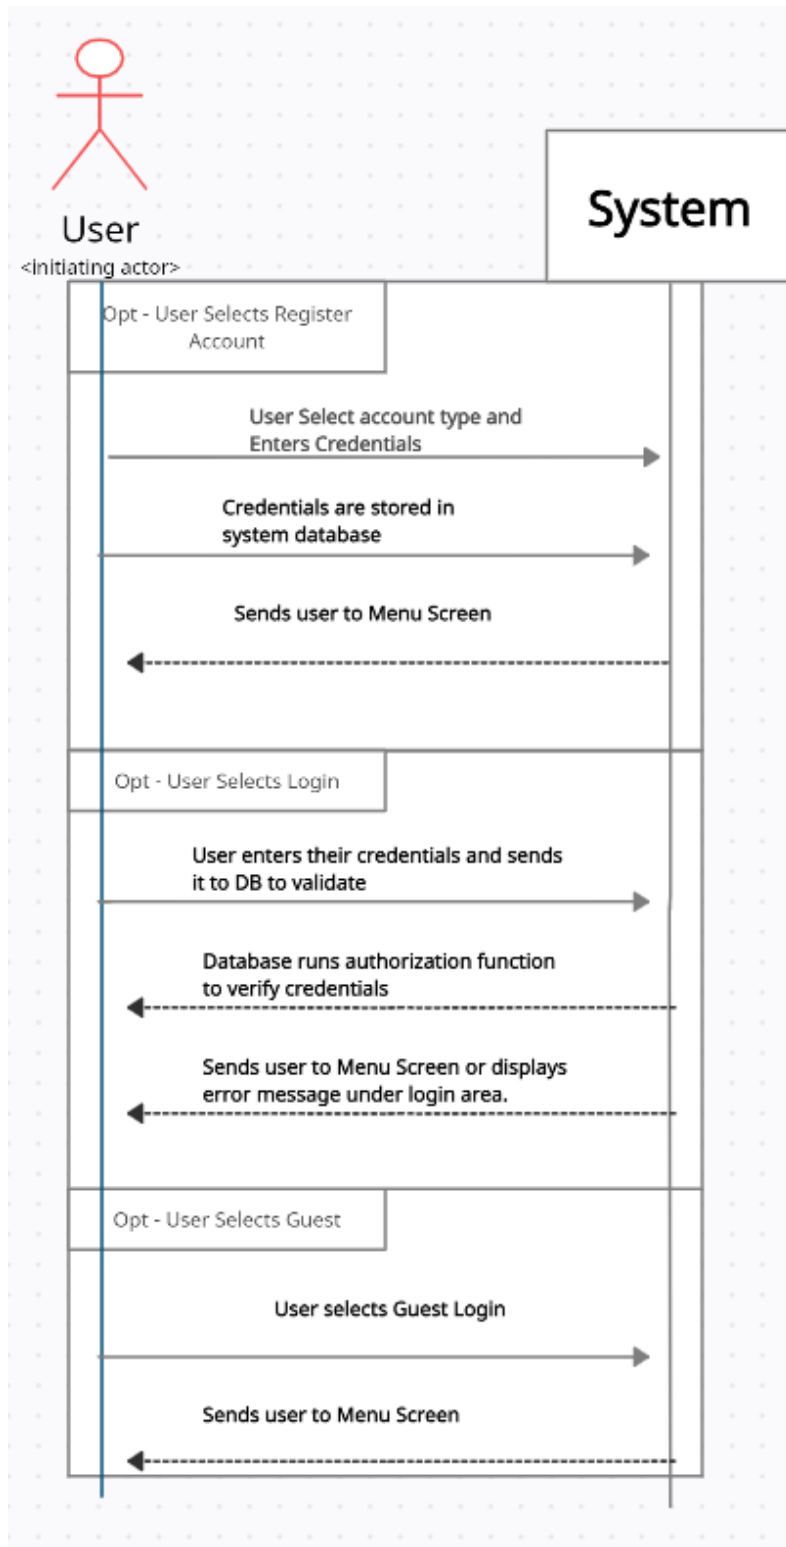 System
User
<initiating actor>
Opt - User Selects Register
Account
User Select account type and
Enters Credentials
Credentials are stored in
system database
Sends user to Menu Screen
Opt - User Selects Login
User enters their credentials and sends
it to DB to validate
Database runs authorization function
to verify credentials
Sends user to Menu Screen or displays
error message under login area.
Opt - User Selects Guest
User selects Guest Login
Sends user to Menu Screen